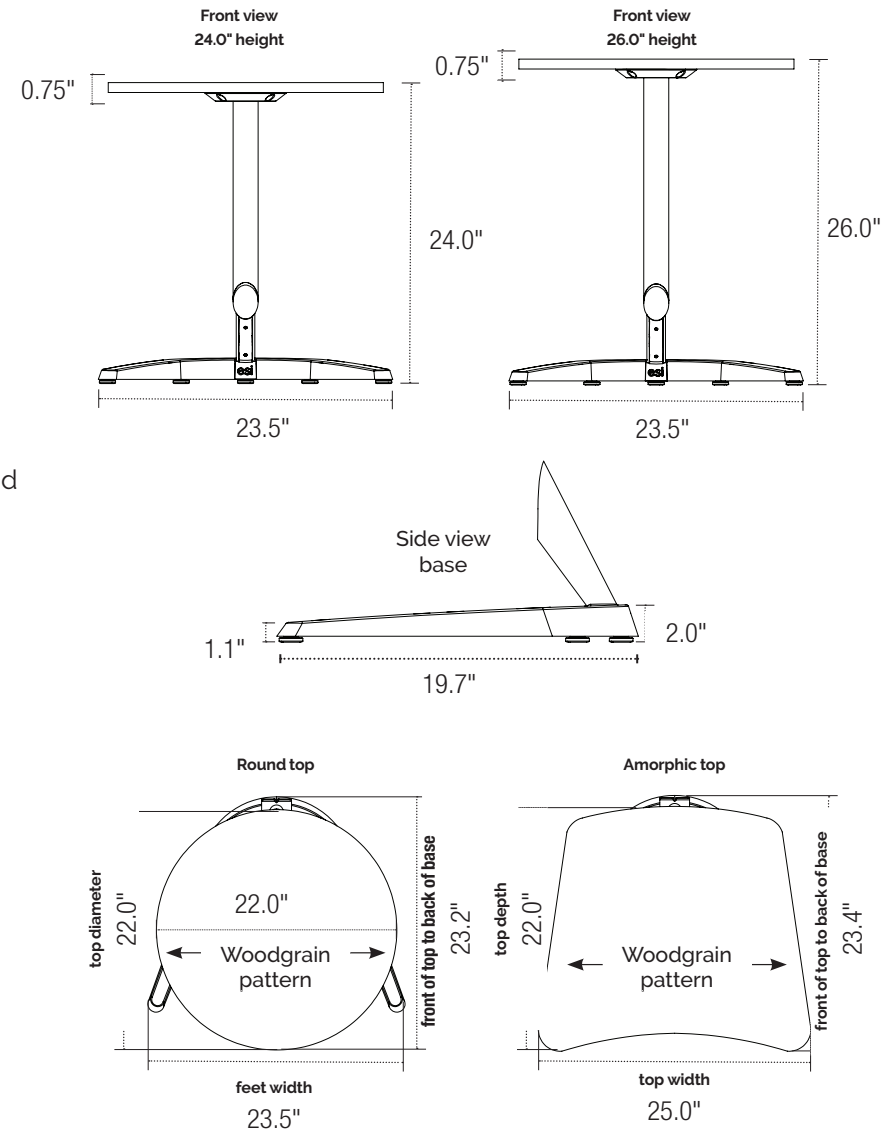 Front view
24.0" height
0.75"
24.0"
esi
23.5"
Front view
26.0" height
0.75"
26.0"
esi
23.5"
d
Side view
base
1.1"
2.0"
19.7"
Round top
top diameter
22.0"
22.0"
Woodgrain
pattern
front of top to back of base
23.2"
feet width
23.5"
Amorphic top
top depth
22.0"
Woodgrain
pattern
front of top to back of base
23.4"
top width
25.0"